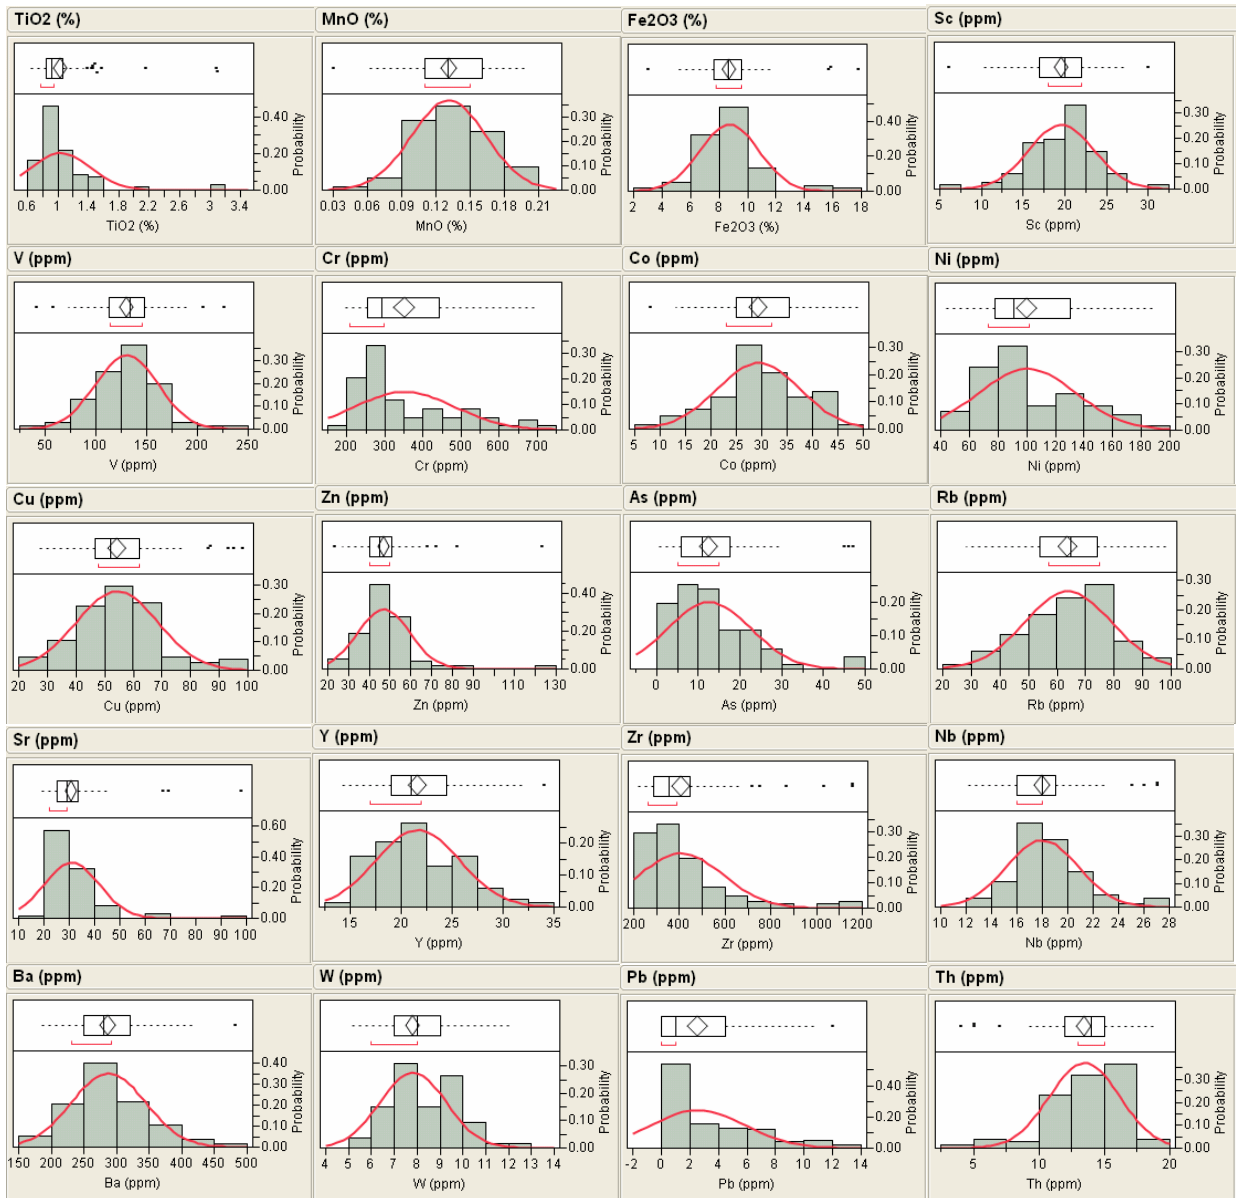 TiO2 (%)
0.40
0.20
0.00
Probability
0.6 1 1.4 2.2 2.6 3.4
TiO2 (%)
MnO (%)
0.30
0.20
0.10
0.00
Probability
0.03 0.06 0.09 0.12 0.15 0.18 0.21
MnO (%)
Fe2O3 (%)
0.40
0.20
0.00
Probability
2 4 6 8 10 12 14 16 18
Fe2O3 (%)
Sc (ppm)
0.30
0.20
0.10
0.00
Probability
5 10 15 20 25 30
Sc (ppm)
V (ppm)
0.30
0.20
0.10
0.00
Probability
50 100 150 200 250
V (ppm)
Cr (ppm)
0.30
0.20
0.10
0.00
Probability
200 300 400 500 600 700
Cr (ppm)
Co (ppm)
0.30
0.20
0.10
0.00
Probability
5 10 15 20 25 30 35 40 45 50
Co (ppm)
Ni (ppm)
0.30
0.20
0.10
0.00
Probability
40 60 80 100 120 140 160 200
Ni (ppm)
Cu (ppm)
0.30
0.20
0.10
0.00
Probability
20 30 40 50 60 70 80 90 100
Cu (ppm)
Zn (ppm)
0.40
0.20
0.00
Probability
20 30 40 50 60 70 80 90 110 130
Zn (ppm)
As (ppm)
0.20
0.10
0.00
Probability
0 10 20 30 40 50
As (ppm)
Rb (ppm)
0.30
0.20
0.10
0.00
Probability
20 30 40 50 60 70 80 90 100
Rb (ppm)
Sr (ppm)
0.60
0.40
0.20
0.00
Probability
10 20 30 40 50 60 70 80 90 100
Sr (ppm)
Y (ppm)
0.20
0.10
0.00
Probability
15 20 25 30 35
Y (ppm)
Zr (ppm)
0.30
0.20
0.10
0.00
Probability
200 400 600 800 1000 1200
Zr (ppm)
Nb (ppm)
0.30
0.20
0.10
0.00
Probability
10 12 14 16 18 20 22 24 26 28
Nb (ppm)
Ba (ppm)
0.40
0.30
0.20
0.10
0.00
Probability
150 200 250 300 350 400 450 500
Ba (ppm)
W (ppm)
0.30
0.20
0.10
0.00
Probability
4 5 6 7 8 9 10 11 12 13 14
W (ppm)
Pb (ppm)
0.40
0.20
0.00
Probability
-2 0 2 4 6 8 10 12 14
Pb (ppm)
Th (ppm)
0.30
0.20
0.10
0.00
Probability
5 10 15 20
Th (ppm)